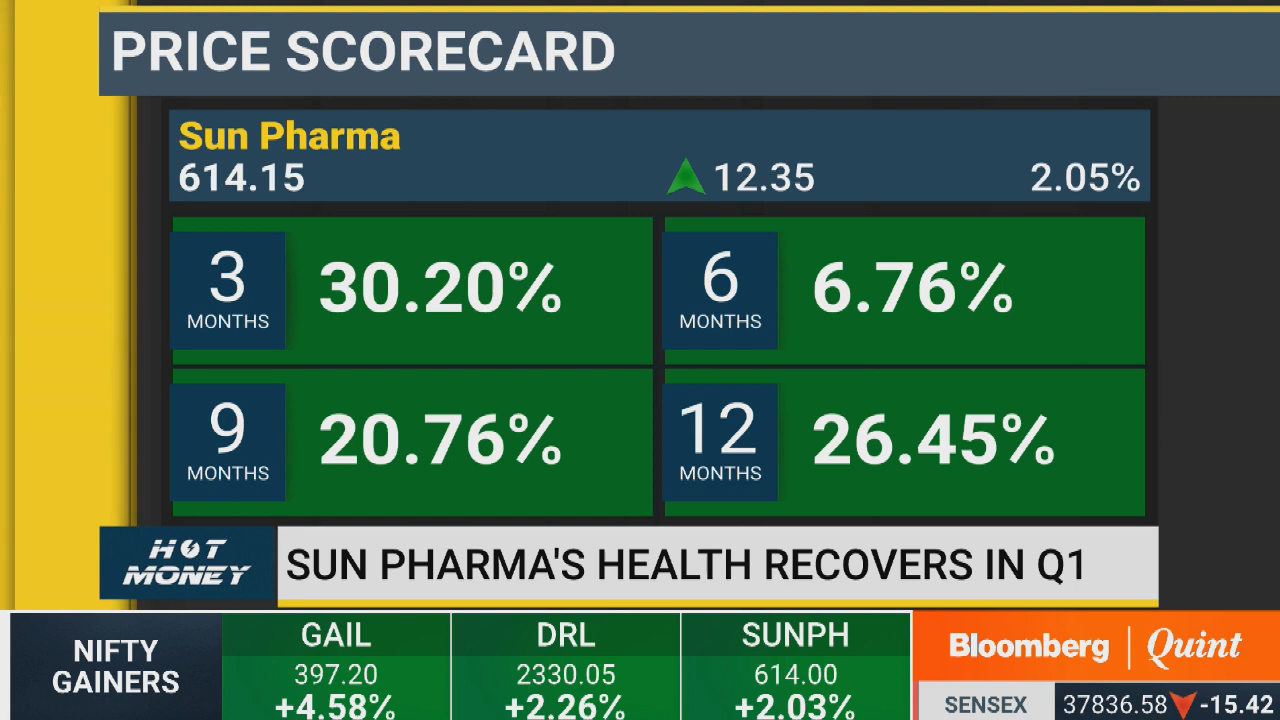 PRICE SCORECARD
Sun Pharma
614.15 12.35 2.05%
3 MONTHS 30.20%
6 MONTHS 6.76%
9 MONTHS 20.76%
12 MONTHS 26.45%
HOT MONEY
SUN PHARMA'S HEALTH RECOVERS IN Q1
NIFTY GAINERS
GAIL
397.20
+4.58%
DRL
2330.05
+2.26%
SUNPH
614.00
+2.03%
Bloomberg | Quint
SENSEX 37836.58 -15.42